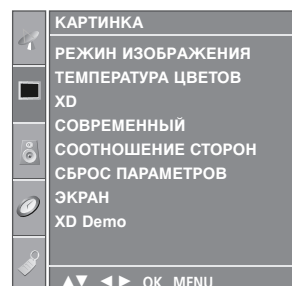 КАРТИНКА
РЕЖИН ИЗОБРАЖЕНИЯ
ТЕМПЕРАТУРА ЦВЕТОВ
XD
СОВРЕМЕННЫЙ
СООТНОШЕНИЕ СТОРОН
СБРОС ПАРАМЕТРОВ
ЭКРАН
XD Demo
▲▼ ◄► OK MENU